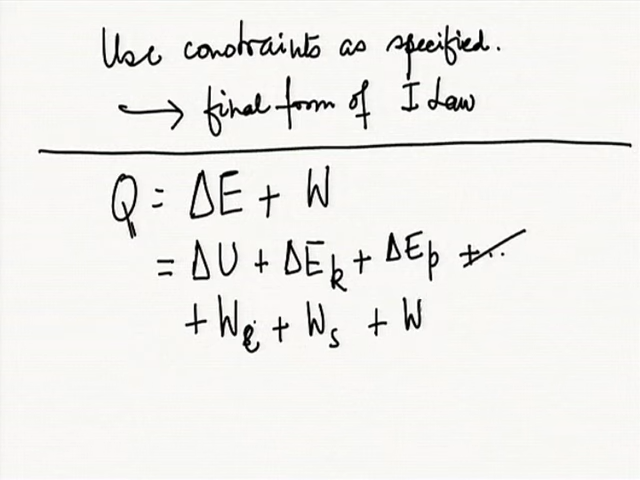 Use constraints as specified.
→ final form of I Law
Q = ΔE + W
= ΔU + ΔE_k + ΔE_p + ..
+ W_E + W_s + W